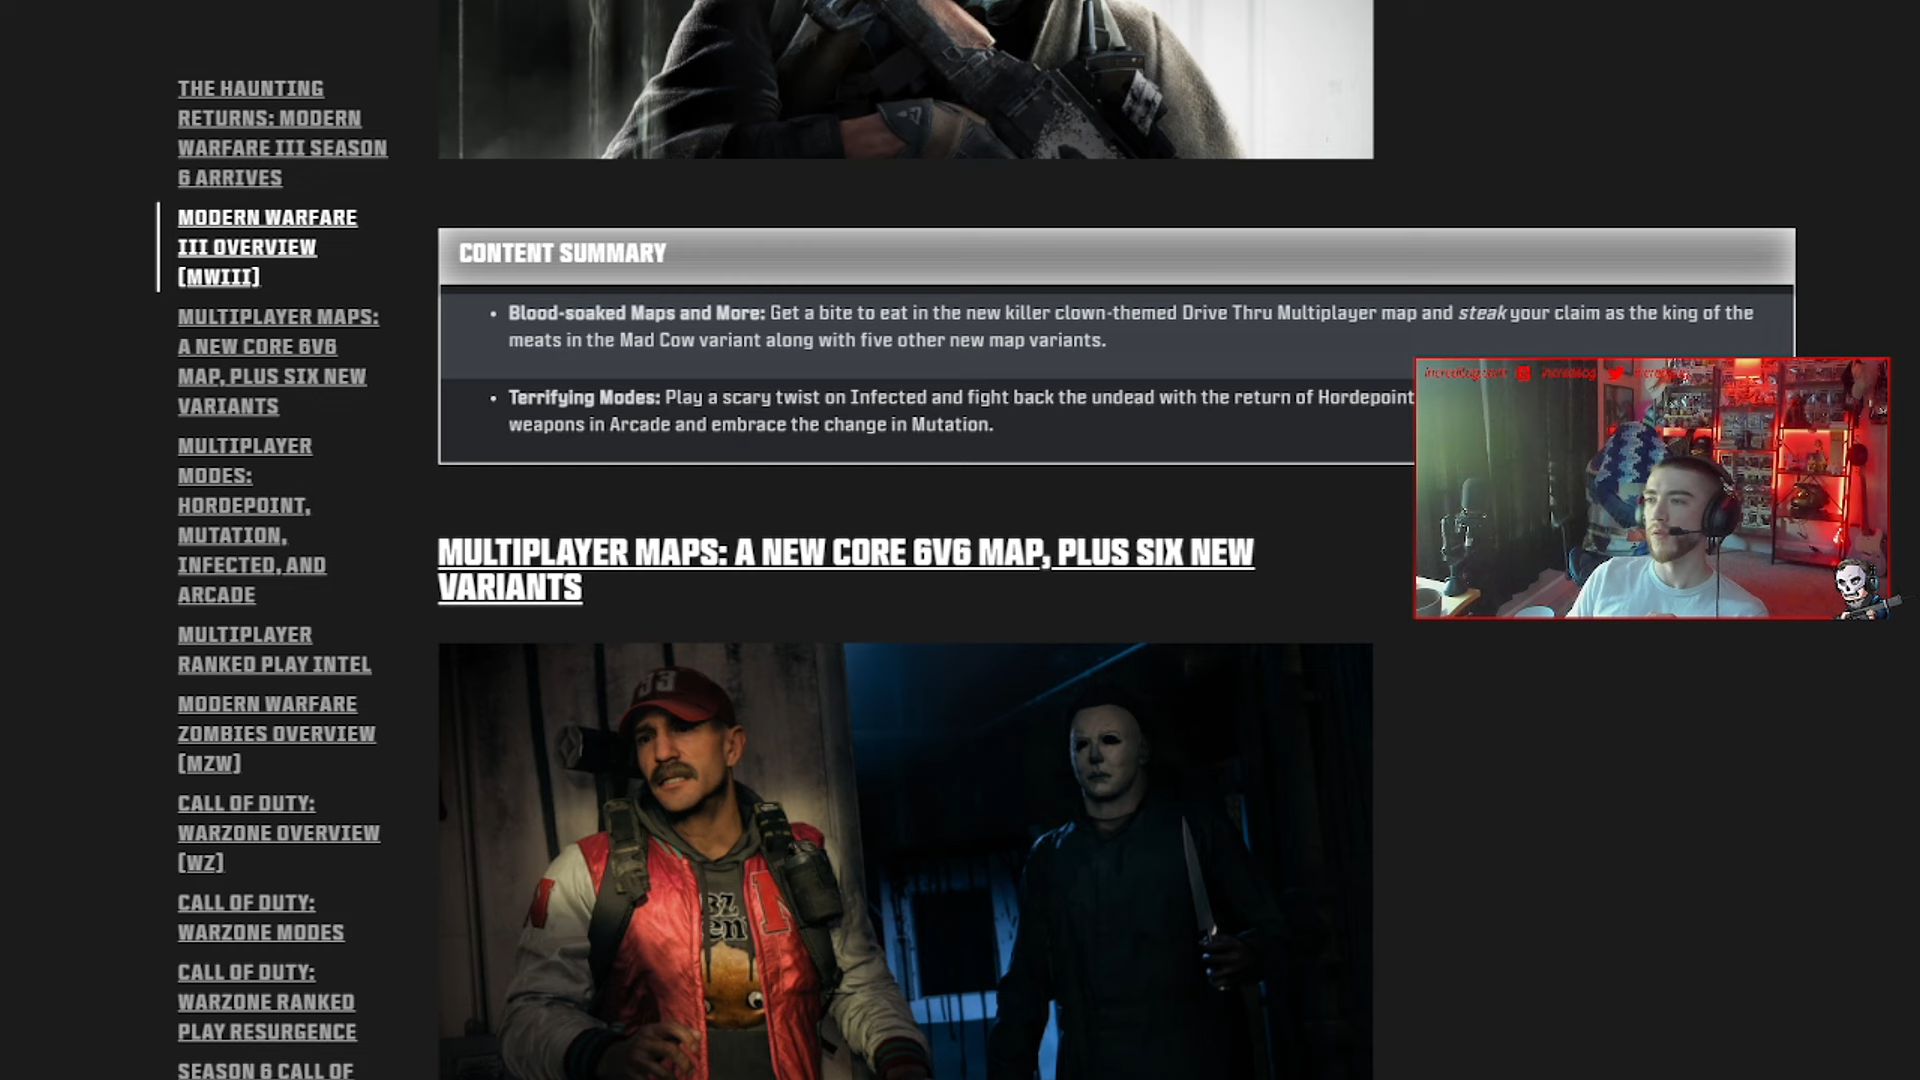 THE HAUNTING
RETURNS: MODERN
WARFARE III SEASON
6 ARRIVES
MODERN WARFARE
III OVERVIEW
[MWIII]
MULTIPLAYER MAPS:
A NEW CORE 6V6
MAP, PLUS SIX NEW
VARIANTS
MULTIPLAYER
MODES:
HORDEPOINT,
MUTATION,
INFECTED, AND
ARCADE
MULTIPLAYER
RANKED PLAY INTEL
MODERN WARFARE
ZOMBIES OVERVIEW
[MZW]
CALL OF DUTY:
WARZONE OVERVIEW
[WZ]
CALL OF DUTY:
WARZONE MODES
CALL OF DUTY:
WARZONE RANKED
PLAY RESURGENCE
SEASON 6 CALL OF
CONTENT SUMMARY
• Blood-soaked Maps and More: Get a bite to eat in the new killer clown-themed Drive Thru Multiplayer map and steak your claim as the king of the
meats in the Mad Cow variant along with five other new map variants.
• Terrifying Modes: Play a scary twist on Infected and fight back the undead with the return of Hordepoint
weapons in Arcade and embrace the change in Mutation.
MULTIPLAYER MAPS: A NEW CORE 6V6 MAP, PLUS SIX NEW
VARIANTS